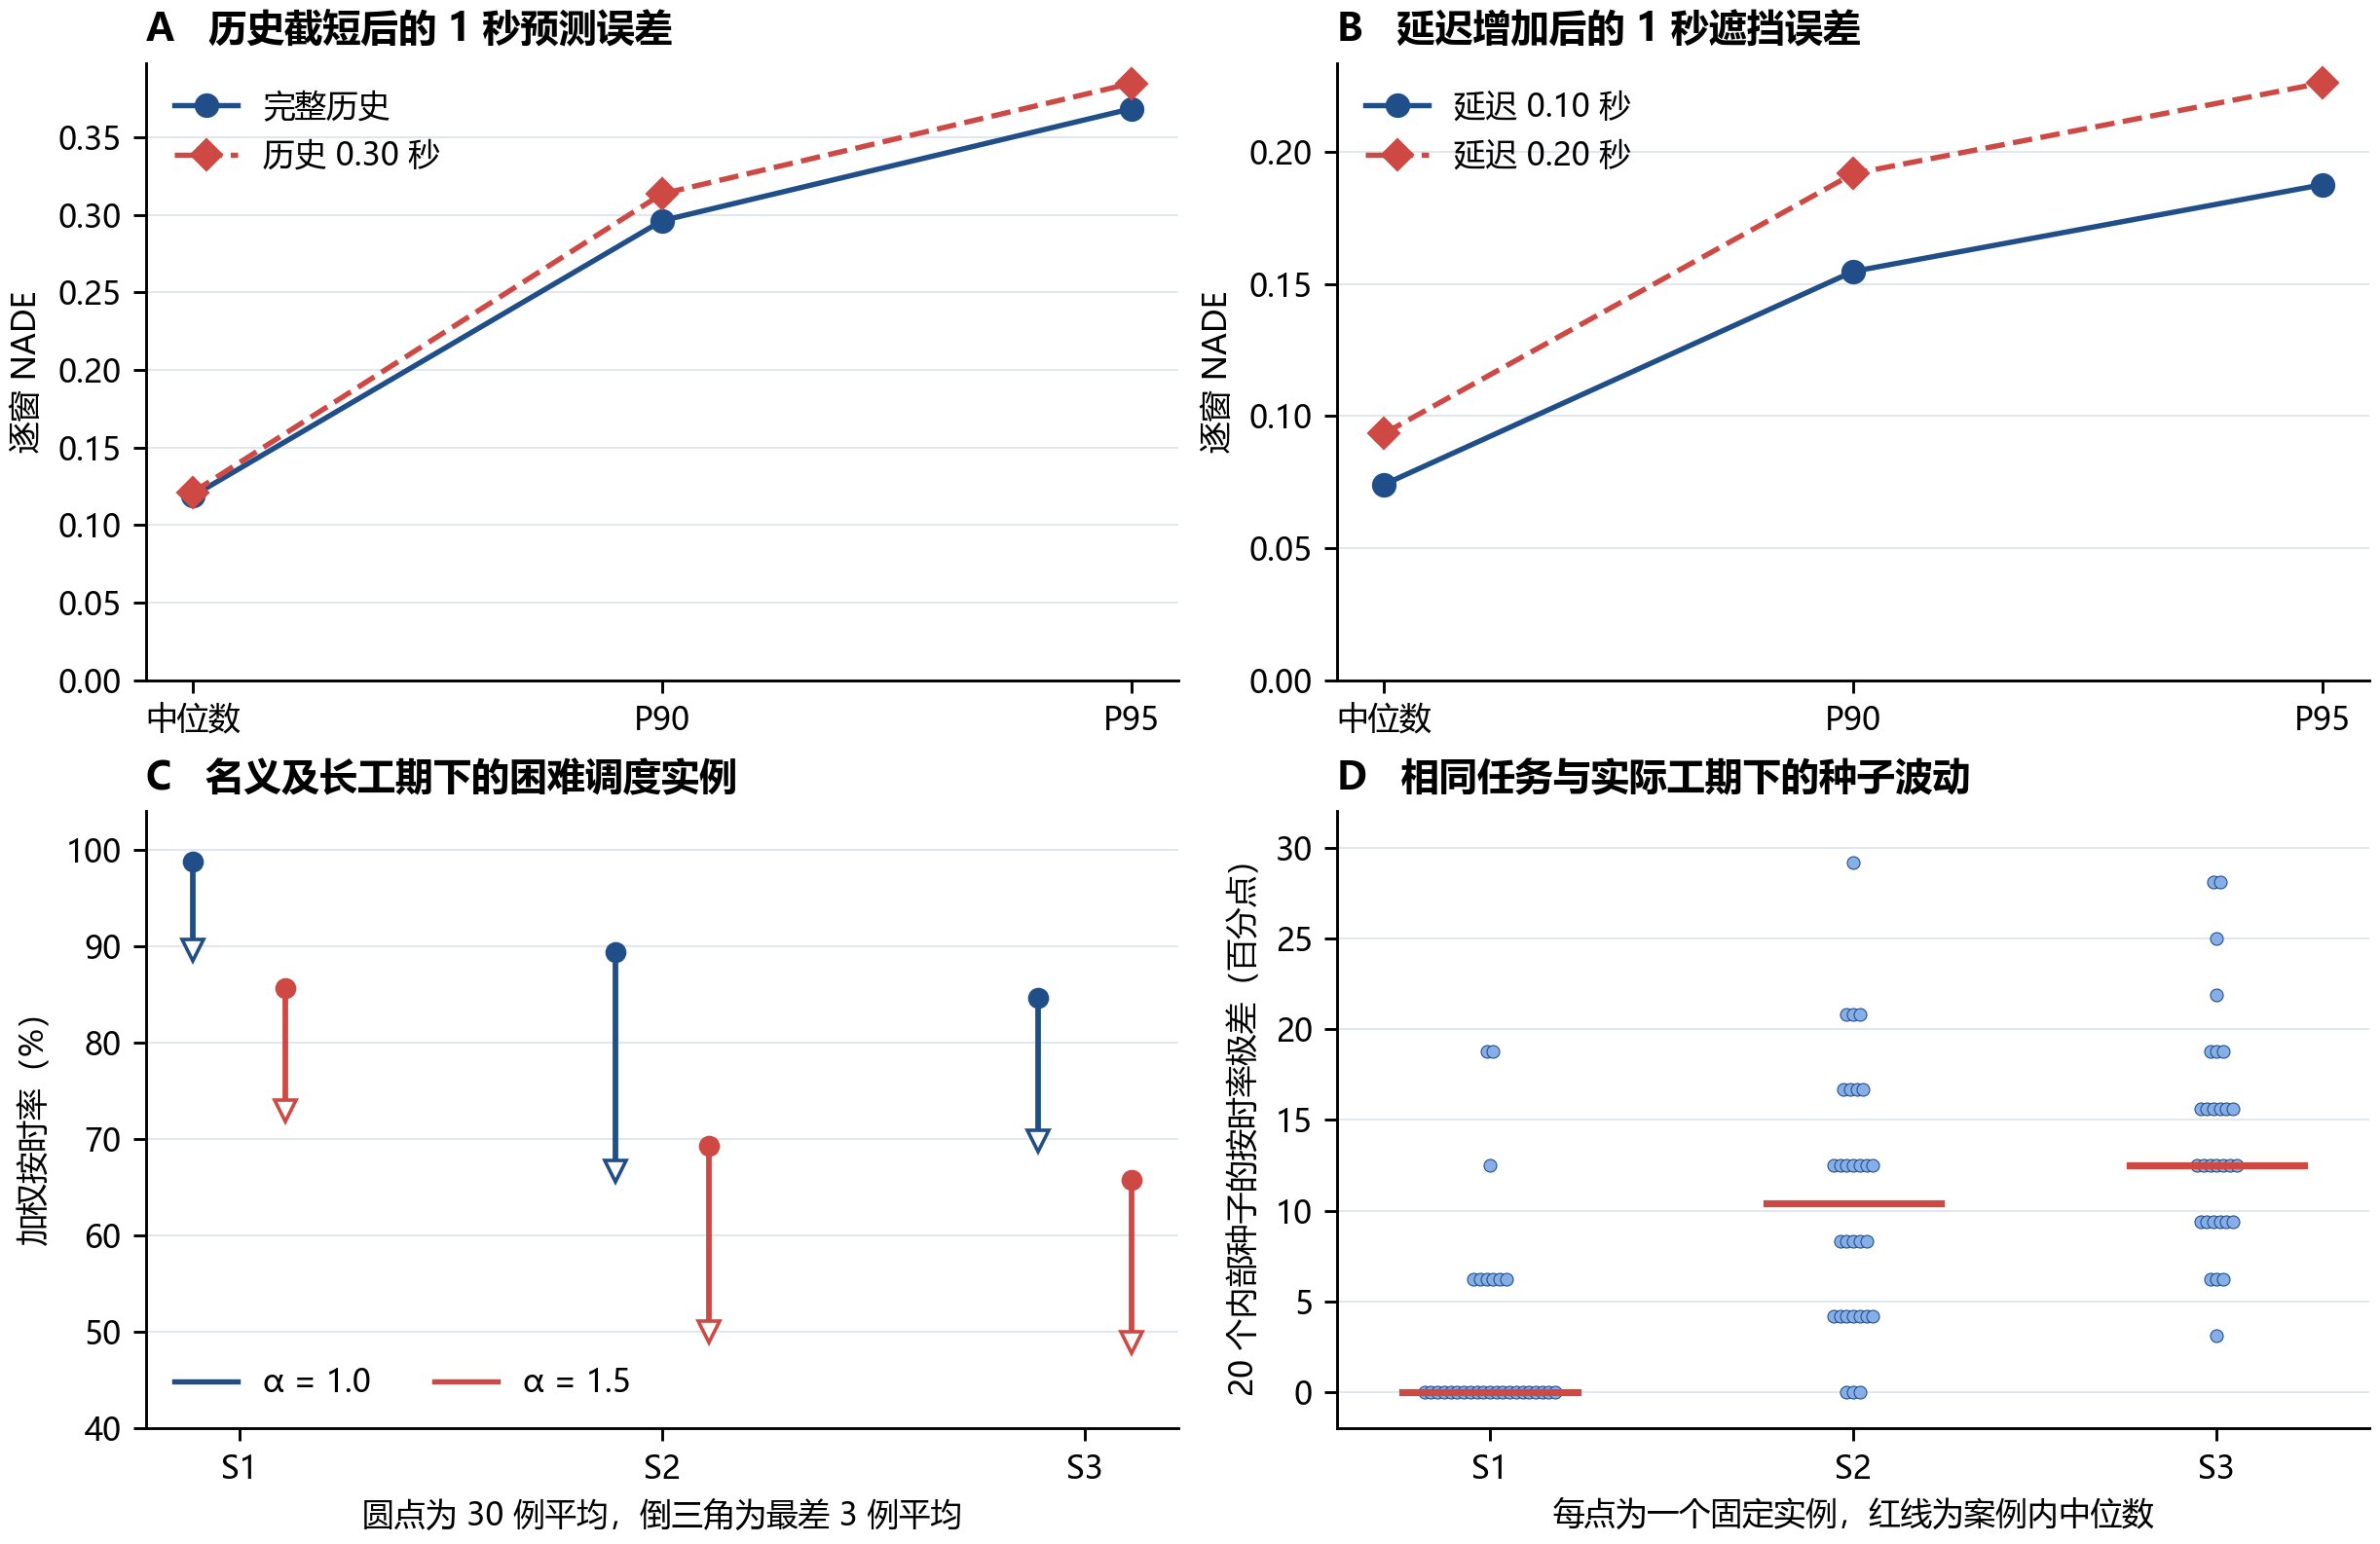 A 历史截短后的 1 秒预测误差
完整历史
历史 0.30 秒
逐窗 NADE
0.35
0.30
0.25
0.20
0.15
0.10
0.05
0.00
中位数 P90 P95
B 延迟增加后的 1 秒遮挡误差
延迟 0.10 秒
延迟 0.20 秒
逐窗 NADE
0.20
0.15
0.10
0.05
0.00
中位数 P90 P95
C 名义及长工期下的困难调度实例
加权按时率（%）
100
90
80
70
60
50
40
α = 1.0 α = 1.5
S1 S2 S3
圆点为 30 例平均，倒三角为最差 3 例平均
D 相同任务与实际工期下的种子波动
20 个内部种子的按时率极差（百分点）
30
25
20
15
10
5
0
S1 S2 S3
每点为一个固定实例，红线为案例内中位数